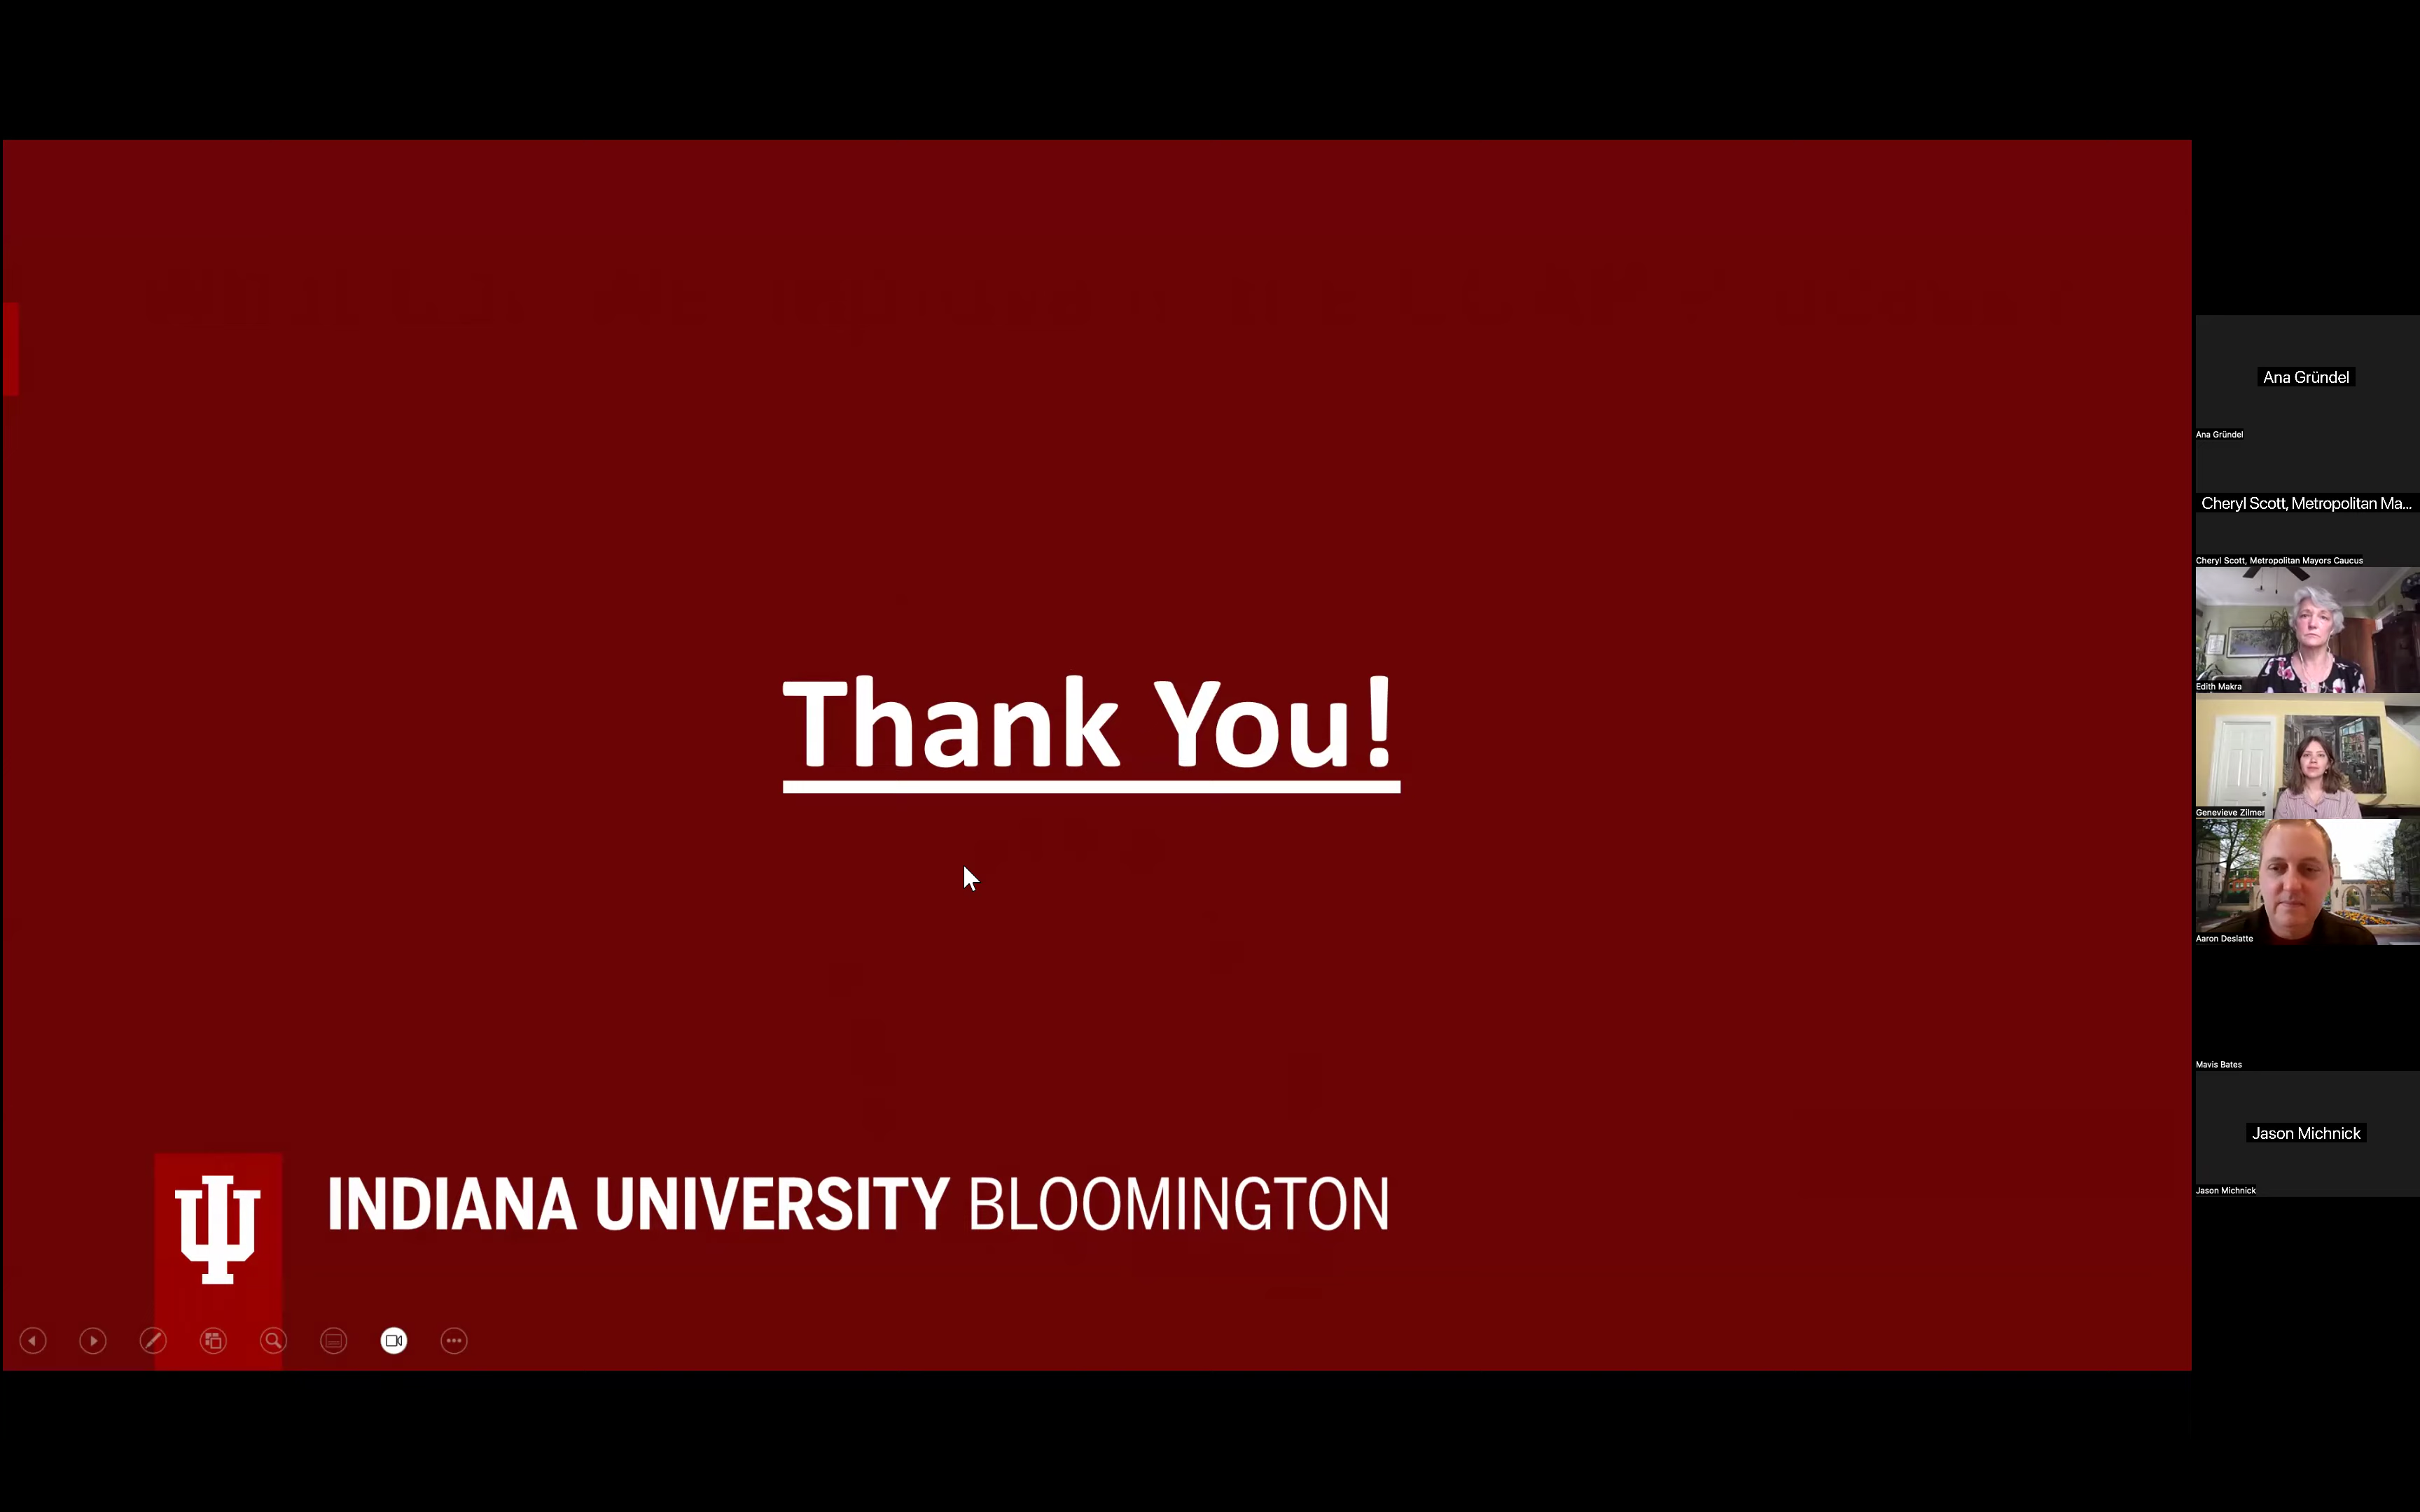 Thank You!
INDIANA UNIVERSITY BLOOMINGTON
Ana Gründel
Ana Gründel
Cheryl Scott, Metropolitan Ma...
Cheryl Scott, Metropolitan Mayors Caucus
Edith Makra
Genevieve Zilmer
Aaron Deslatte
Mavis Bates
Jason Michnick
Jason Michnick